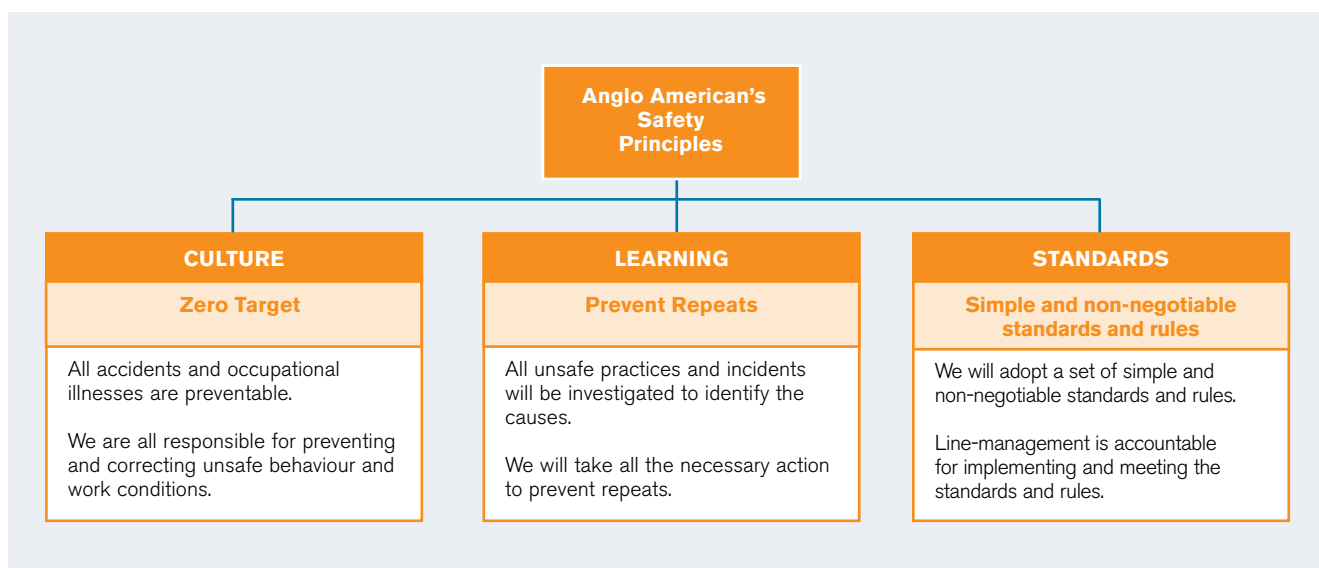 Anglo American’s
Safety
Principles
CULTURE
Zero Target
All accidents and occupational
illnesses are preventable.
We are all responsible for preventing
and correcting unsafe behaviour and
work conditions.
LEARNING
Prevent Repeats
All unsafe practices and incidents
will be investigated to identify the
causes.
We will take all the necessary action
to prevent repeats.
STANDARDS
Simple and non-negotiable
standards and rules
We will adopt a set of simple and
non-negotiable standards and rules.
Line-management is accountable
for implementing and meeting the
standards and rules.